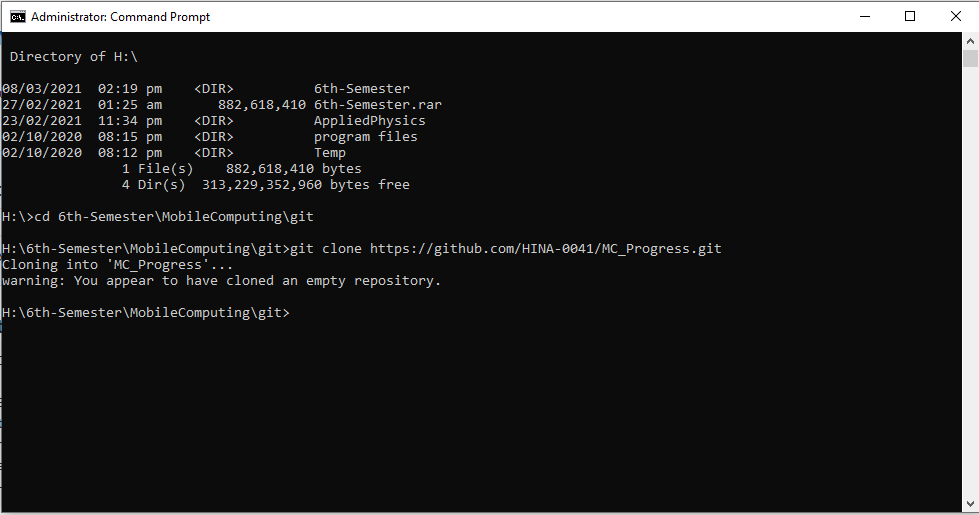 Administrator: Command Prompt
Directory of H:\
08/03/2021  02:19 pm    <DIR>          6th-Semester
27/02/2021  01:25 am       882,618,410 6th-Semester.rar
23/02/2021  11:34 pm    <DIR>          AppliedPhysics
02/10/2020  08:15 pm    <DIR>          program files
02/10/2020  08:12 pm    <DIR>          Temp
1 File(s)    882,618,410 bytes
4 Dir(s)  313,229,352,960 bytes free
H:\>cd 6th-Semester\MobileComputing\git
H:\6th-Semester\MobileComputing\git>git clone https://github.com/HINA-0041/MC_Progress.git
Cloning into 'MC_Progress'...
warning: You appear to have cloned an empty repository.
H:\6th-Semester\MobileComputing\git>